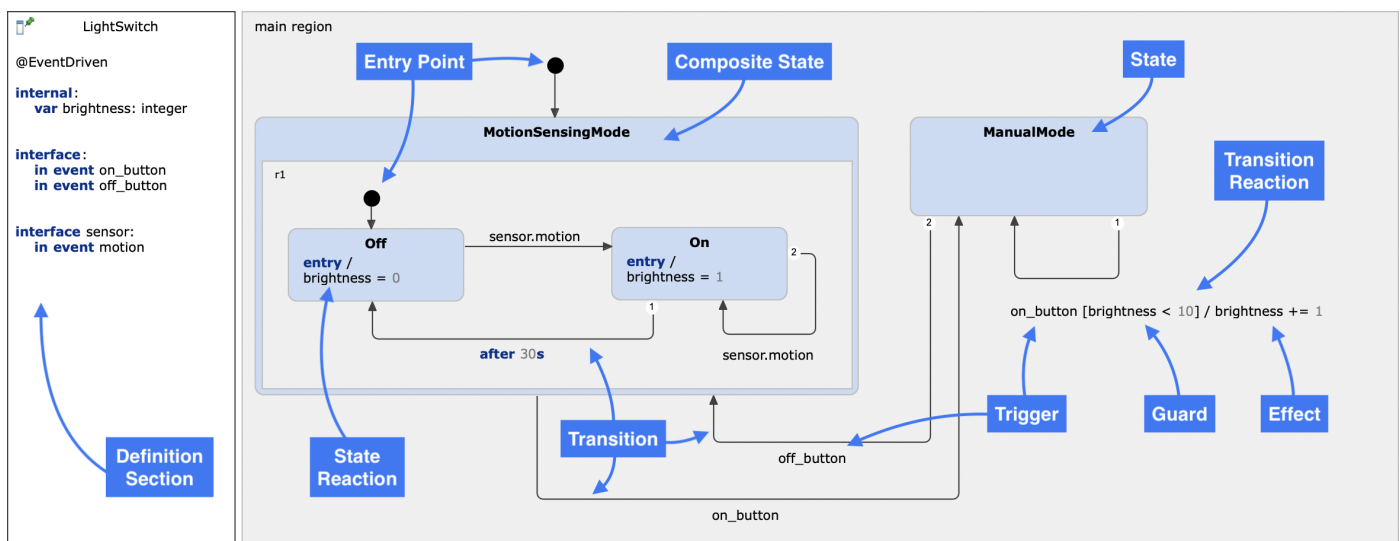 LightSwitch
@EventDriven
internal:
var brightness: integer
interface:
in event on_button
in event off_button
interface sensor:
in event motion
Definition
Section
main region
Entry Point
Composite State
State
MotionSensingMode
ManualMode
Transition
Reaction
r1
2
1
Off
entry /
brightness = 0
sensor.motion
On
entry /
brightness = 1
2
1
after 30s
sensor.motion
on_button [brightness < 10] / brightness += 1
Trigger
Guard
Effect
Transition
State
Reaction
off_button
on_button